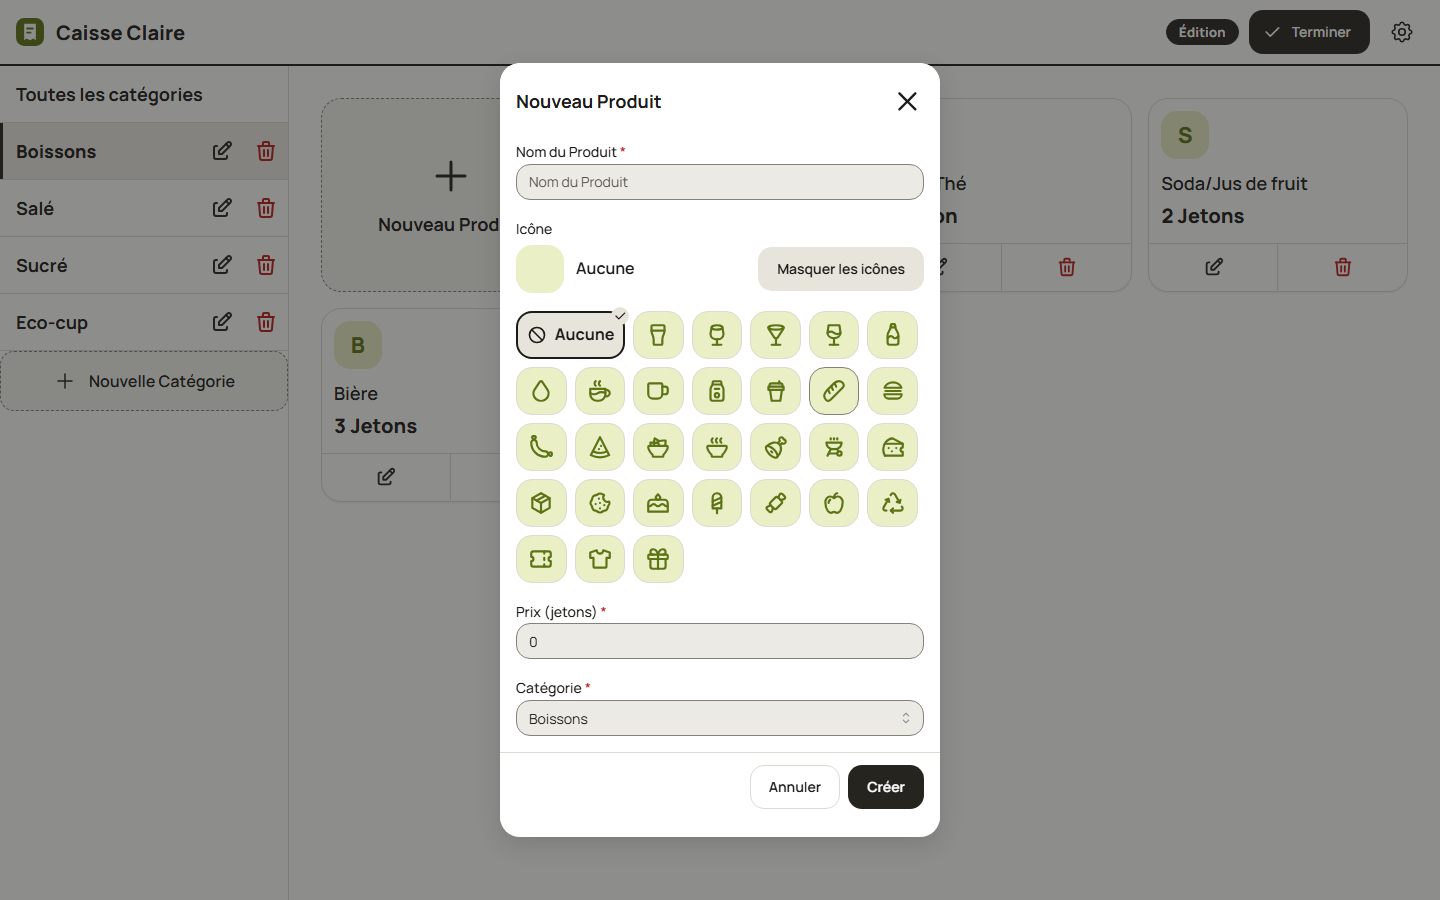 Caisse Claire
Édition
Terminer
Toutes les catégories
Boissons
Salé
Sucré
Eco-cup
Nouvelle Catégorie
Nouveau Prod
B
Bière
3 Jetons
Thé
on
S
Soda/Jus de fruit
2 Jetons
Nouveau Produit
Nom du Produit *
Nom du Produit
Icône
Aucune
Masquer les icônes
Aucune
Prix (jetons) *
0
Catégorie *
Boissons
Annuler
Créer